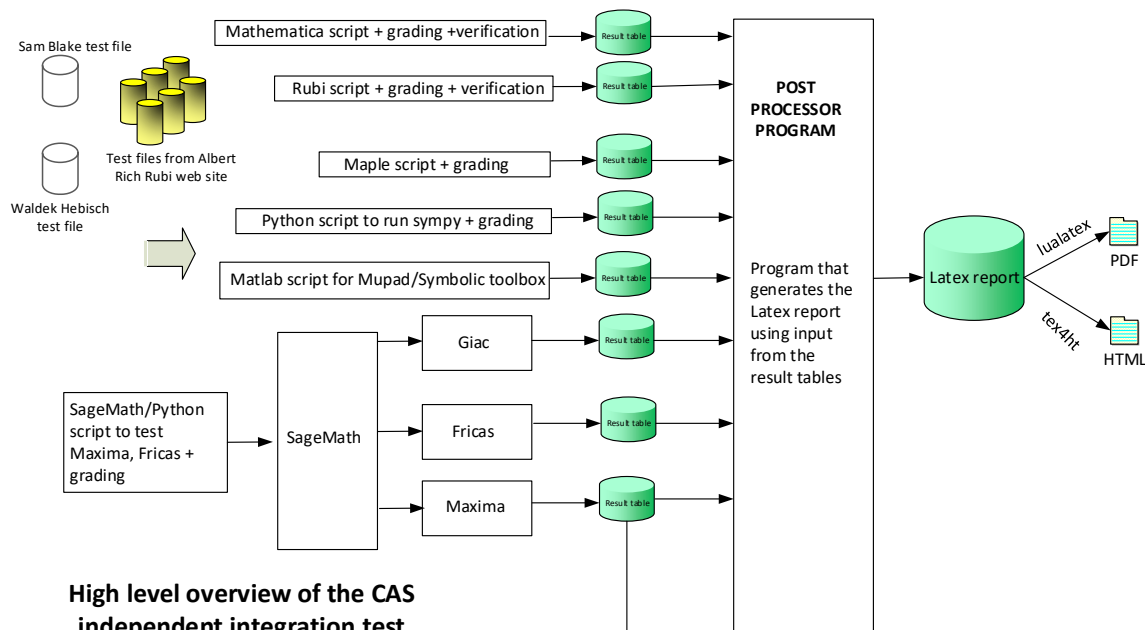 Sam Blake test file
Test files from Albert
Rich Rubi web site
Waldek Hebisch
test file
Mathematica script + grading +verification
Result table
Rubi script + grading + verification
Result table
Maple script + grading
Result table
Python script to run sympy + grading
Result table
Matlab script for Mupad/Symbolic toolbox
Result table
SageMath/Python
script to test
Maxima, Fricas +
grading
SageMath
Giac
Result table
Fricas
Result table
Maxima
Result table
POST
PROCESSOR
PROGRAM
Program that
generates the
Latex report
using input
from the
result tables
Latex report
lualatex
PDF
tex4ht
HTML
High level overview of the CAS
independent integration test